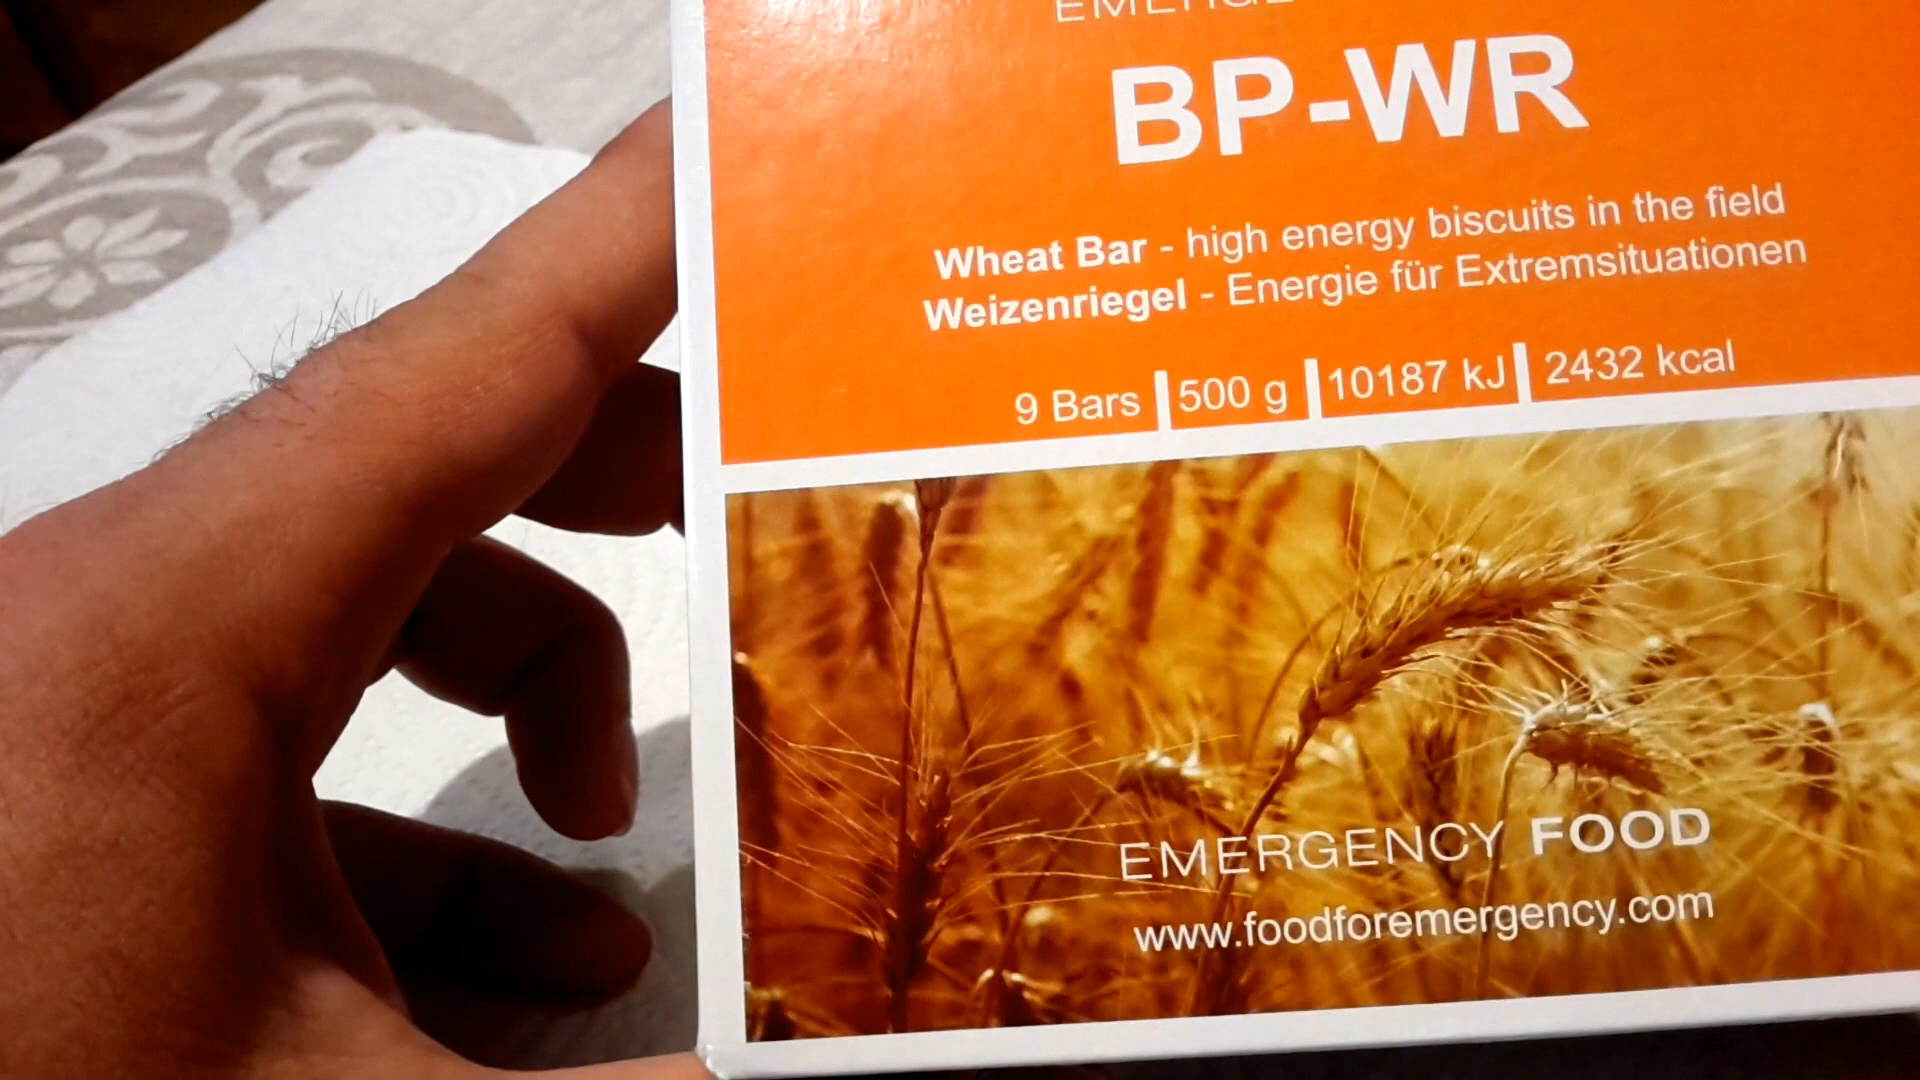 BP-WR
Wheat Bar - high energy biscuits in the field
Weizenriegel - Energie für Extremsituationen
9 Bars | 500 g | 10187 kJ | 2432 kcal
EMERGENCY FOOD
www.foodforemergency.com